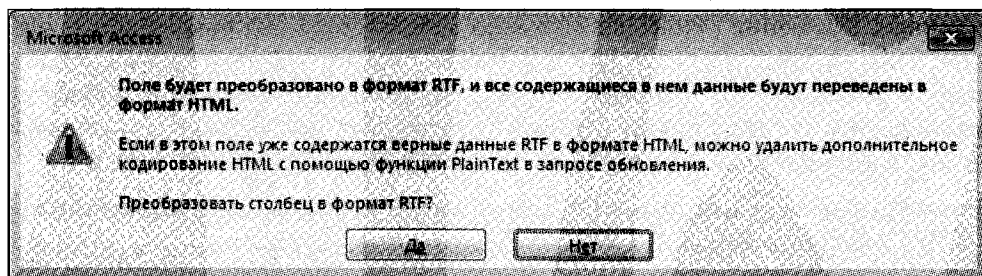 Microsoft Access
Поле будет преобразовано в формат RTF, и все содержащиеся в нем данные будут переведены в
формат HTML.
Если в этом поле уже содержатся верные данные RTF в формате HTML, можно удалить дополнительное
кодирование HTML с помощью функции PlainText в запросе обновления.
Преобразовать столбец в формат RTF?
Да
Нет